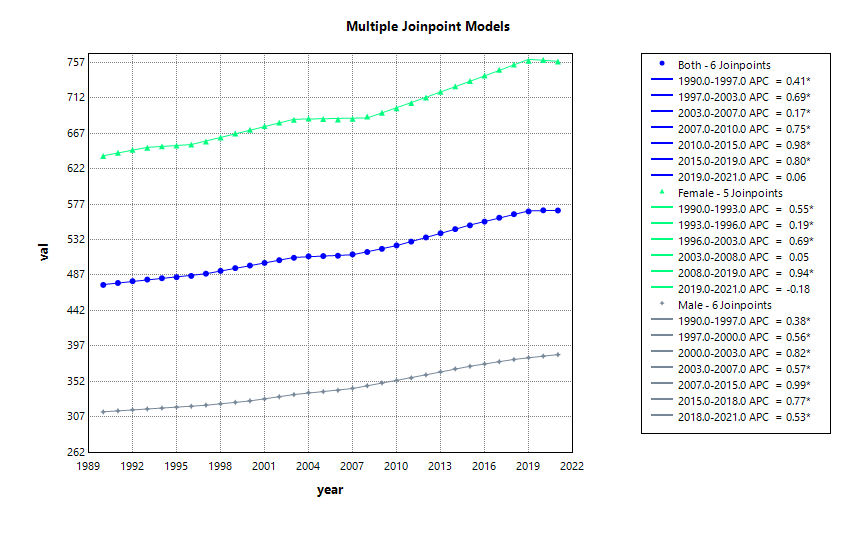 Multiple Joinpoint Models
757
712
667
622
577
532
487
442
397
352
307
262
val
1989 1992 1995 1998 2001 2004 2007 2010 2013 2016 2019 2022
year
Both - 6 Joinpoints
1990.0-1997.0 APC = 0.41*
1997.0-2003.0 APC = 0.69*
2003.0-2007.0 APC = 0.17*
2007.0-2010.0 APC = 0.75*
2010.0-2015.0 APC = 0.98*
2015.0-2019.0 APC = 0.80*
2019.0-2021.0 APC = 0.06
Female - 5 Joinpoints
1990.0-1993.0 APC = 0.55*
1993.0-1996.0 APC = 0.19*
1996.0-2003.0 APC = 0.69*
2003.0-2008.0 APC = 0.05
2008.0-2019.0 APC = 0.94*
2019.0-2021.0 APC = -0.18
Male - 6 Joinpoints
1990.0-1997.0 APC = 0.38*
1997.0-2000.0 APC = 0.56*
2000.0-2003.0 APC = 0.82*
2003.0-2007.0 APC = 0.57*
2007.0-2015.0 APC = 0.99*
2015.0-2018.0 APC = 0.77*
2018.0-2021.0 APC = 0.53*